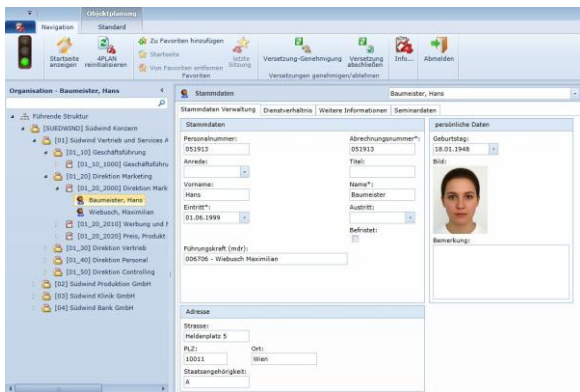 Objektplanung
Navigation Standard
Startseite anzeigen
4PLAN reinitialisieren
Zu Favoriten hinzufügen
Startseite
Von Favoriten entfernen
letzte Sitzung
Favoriten
Versetzung-Genehmigung
Versetzung abschließen
Versetzungen genehmigen/ablehnen
Info...
Abmelden
Organisation - Baumeister, Hans
Führende Struktur
[SUEDWIND] Südwind Konzern
[01] Südwind Vertrieb und Services A
[01_10] Geschäftsführung
[01_10_1000] Geschäftsführu
[01_20] Direktion Marketing
[01_20_2000] Direktion Mark
Baumeister, Hans
Wiebusch, Maximilian
[01_20_2010] Werbung und
[01_20_2020] Preis, Produkt
[01_30] Direktion Vertrieb
[01_40] Direktion Personal
[01_50] Direktion Controlling
[02] Südwind Produktion GmbH
[03] Südwind Klinik GmbH
[04] Südwind Bank GmbH
Stammdaten
Baumeister, Hans
Stammdaten Verwaltung Dienstverhältnis Weitere Informationen Seminardaten
Stammdaten
Personalnummer: Abrechnungsnummer*:
051913 051913
Anrede: Titel:
Vorname: Name*:
Hans Baumeister
Eintritt*: Austritt:
01.06.1999
Befristet:
Führungskraft (mdr):
006706 - Wiebusch Maximilian
persönliche Daten
Geburtstag:
18.01.1948
Bild:
Bemerkung:
Adresse
Strasse:
Heldenplatz 5
PLZ: Ort:
10011 Wien
Staatsangehörigkeit:
A